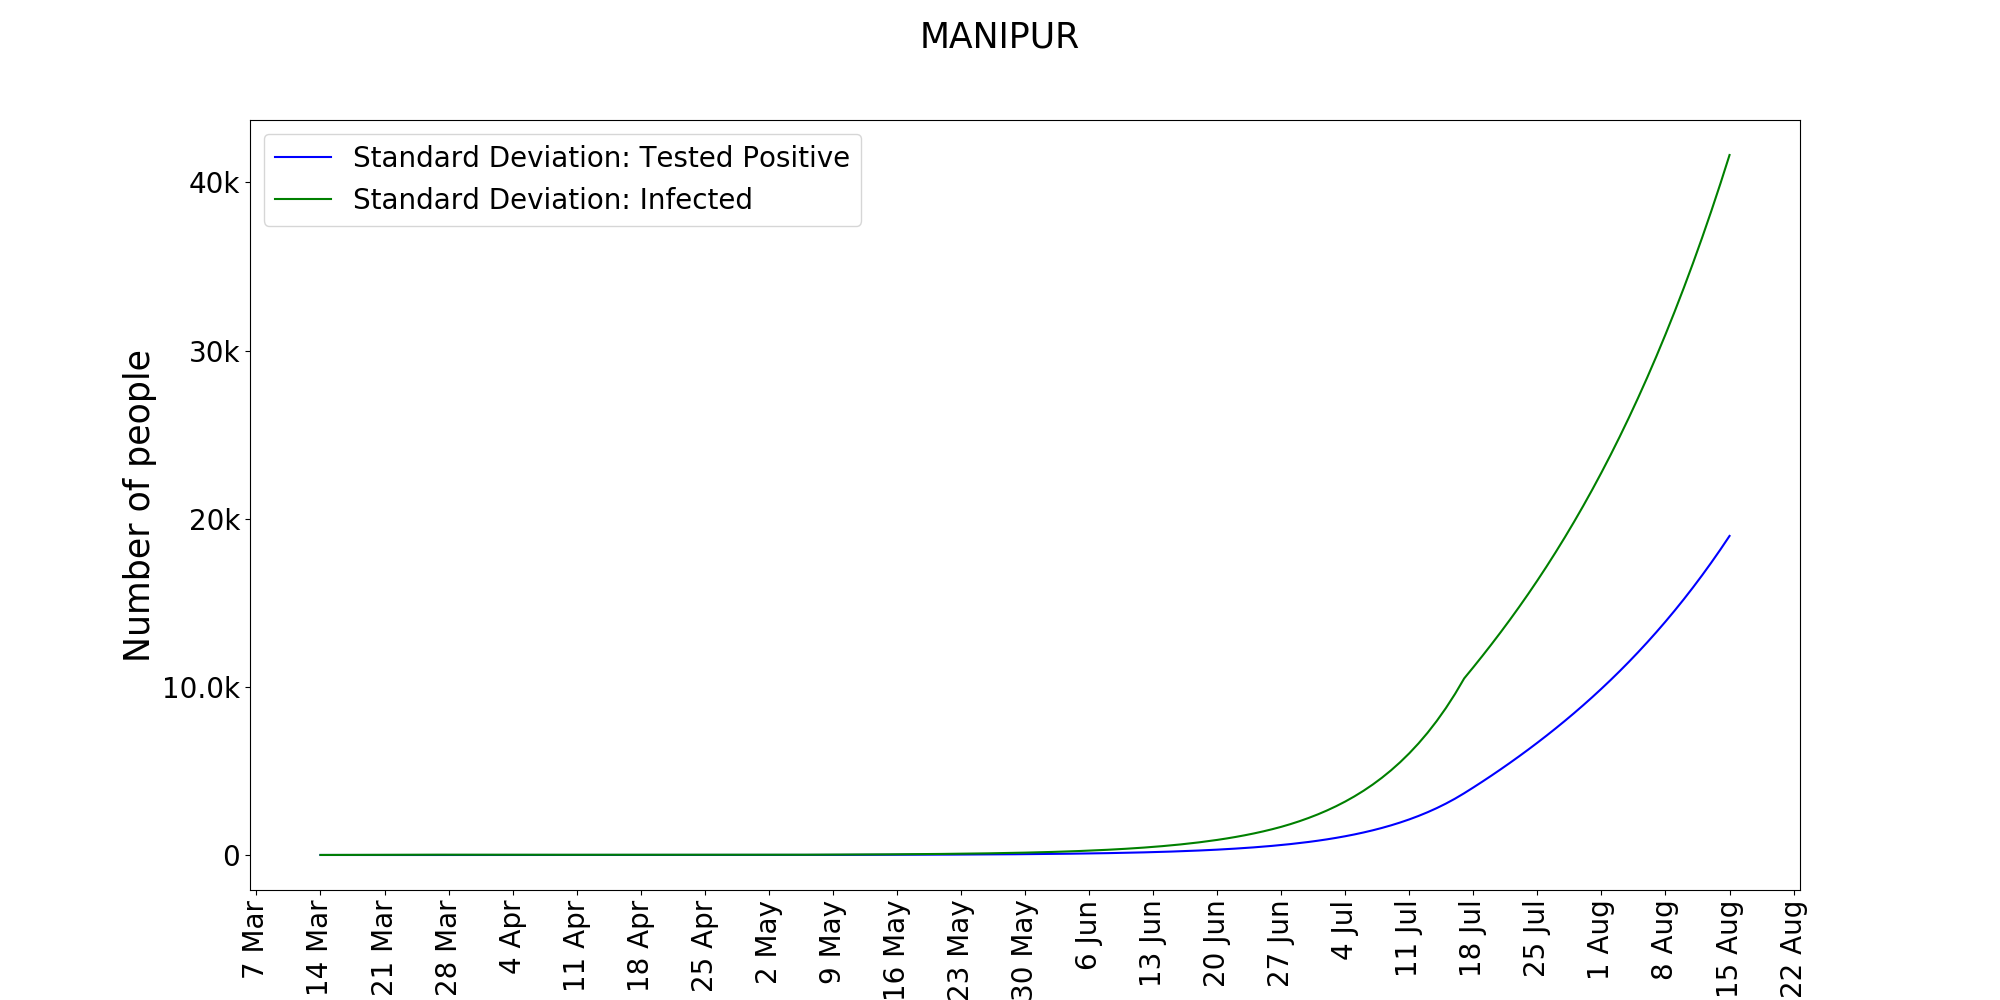 MANIPUR
Standard Deviation: Tested Positive
Standard Deviation: Infected
Number of people
40k
30k
20k
10.0k
0
7 Mar
14 Mar
21 Mar
28 Mar
4 Apr
11 Apr
18 Apr
25 Apr
2 May
9 May
16 May
23 May
30 May
6 Jun
13 Jun
20 Jun
27 Jun
4 Jul
11 Jul
18 Jul
25 Jul
1 Aug
8 Aug
15 Aug
22 Aug